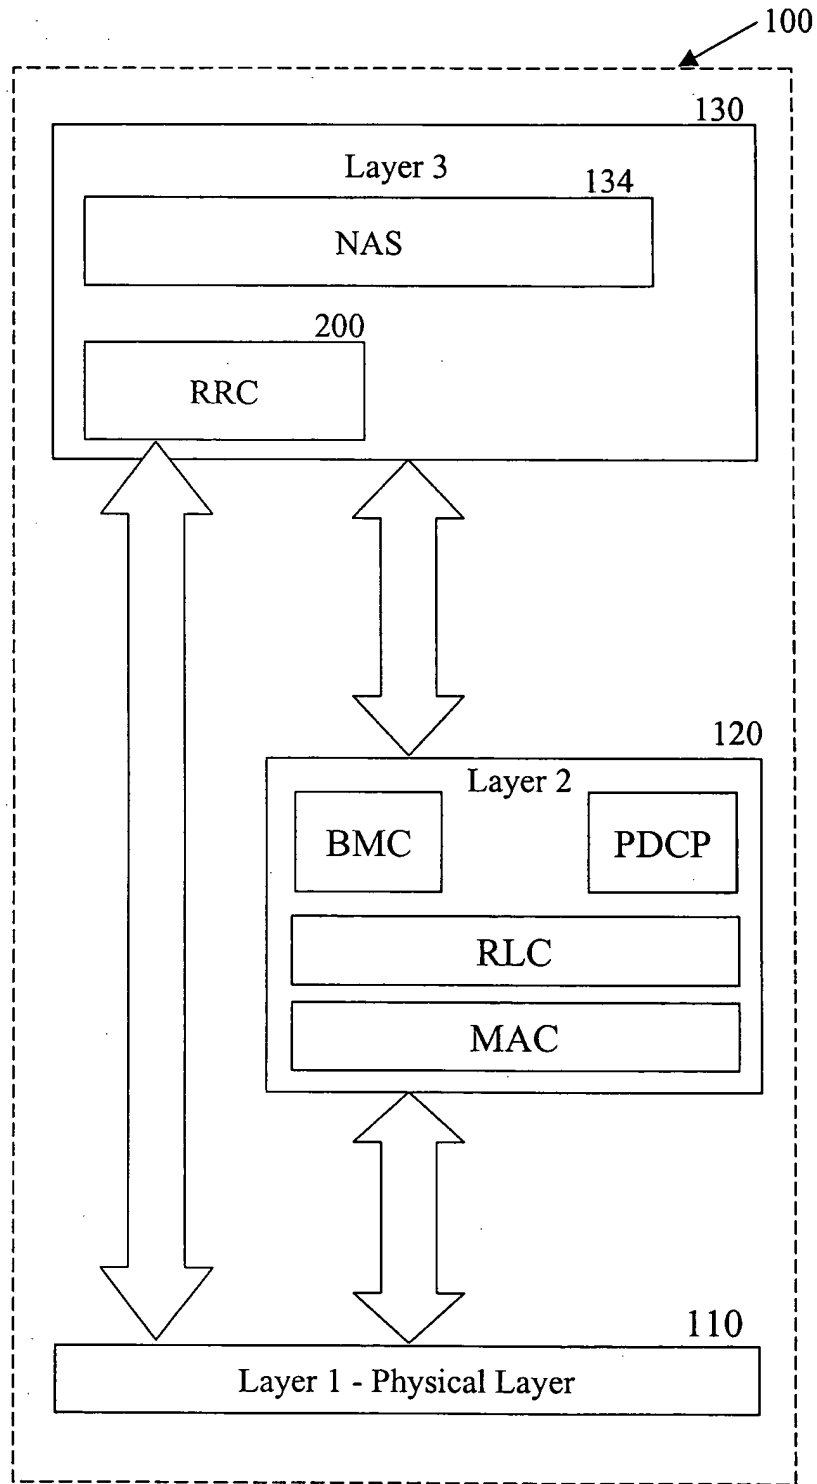 100
130
Layer 3
134
NAS
200
RRC
120
Layer 2
BMC
PDCP
RLC
MAC
110
Layer 1 - Physical Layer